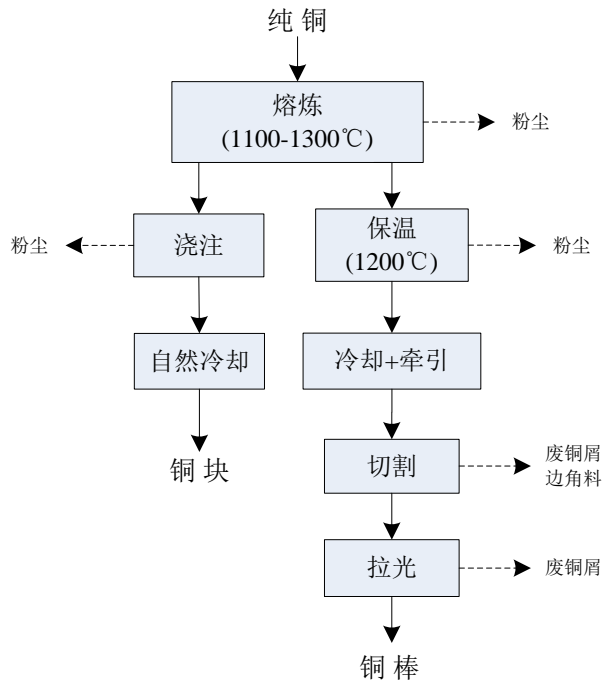 纯 铜
熔炼
(1100-1300℃)
粉尘
粉尘
浇注
保温
(1200℃)
粉尘
自然冷却
冷却+牵引
铜 块
切割
废铜屑
边角料
拉光
废铜屑
铜 棒